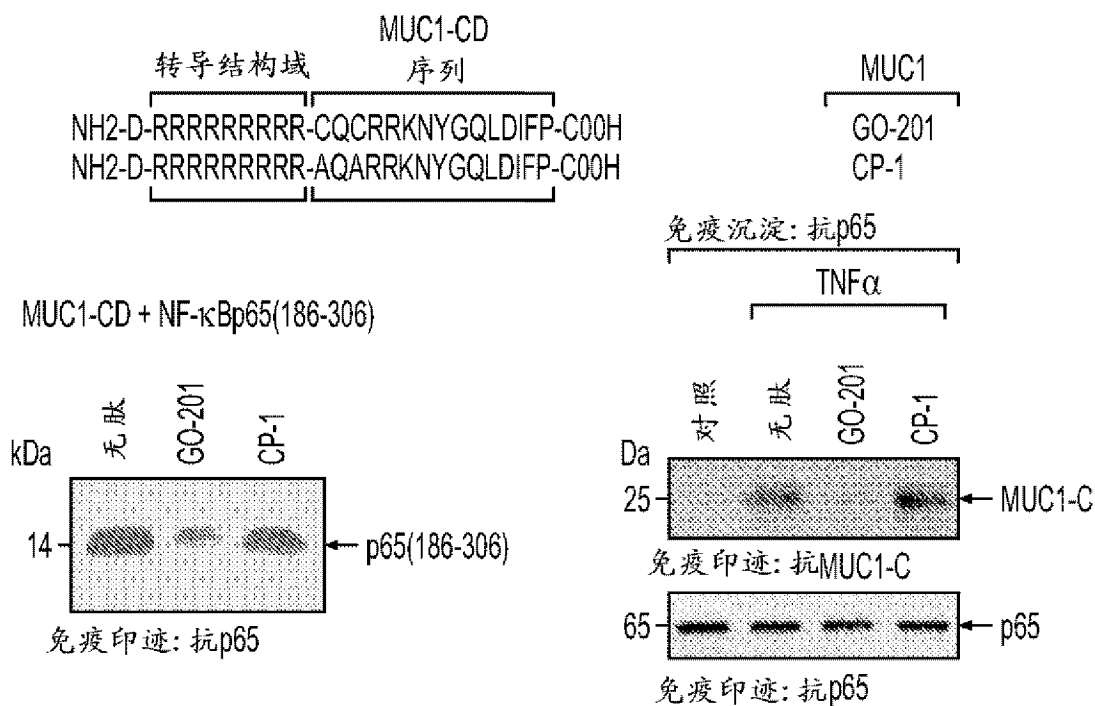 MUC1-CD
转导结构域 序列
NH2-D-RRRRRRRRR-CQCRRKNYGQLDIFP-C00H
NH2-D-RRRRRRRRR-AQARRKNYGQLDIFP-C00H
MUC1
GO-201
CP-1
MUC1-CD + NF-κBp65(186-306)
无肽 GO-201 CP-1
kDa
14
p65(186-306)
免疫印迹: 抗p65
免疫沉淀: 抗p65
TNFα
对照 无肽 GO-201 CP-1
Da
25 MUC1-C
免疫印迹: 抗MUC1-C
65 p65
免疫印迹: 抗p65